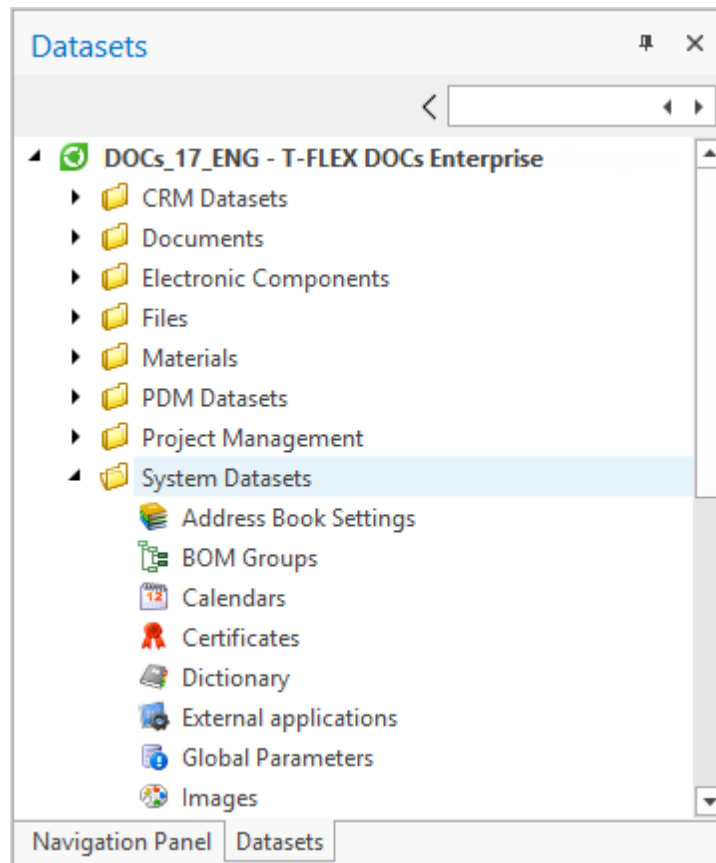 Datasets
DOCs_17_ENG - T-FLEX DOCs Enterprise
CRM Datasets
Documents
Electronic Components
Files
Materials
PDM Datasets
Project Management
System Datasets
Address Book Settings
BOM Groups
12
Calendars
Certificates
Dictionary
External applications
Global Parameters
Images
Navigation Panel Datasets